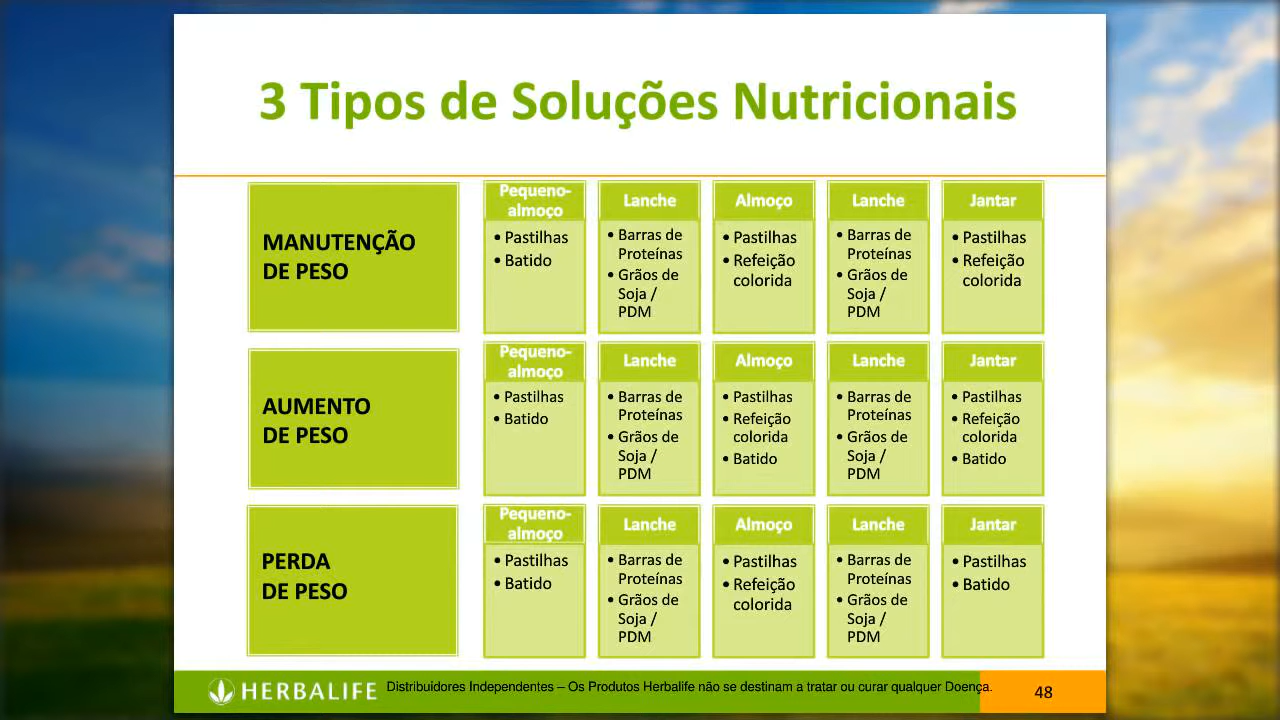 3 Tipos de Soluções Nutricionais
MANUTENÇÃO
DE PESO
Pequeno-
almoço
• Pastilhas
• Batido
Lanche
• Barras de
Proteínas
• Grãos de
Soja /
PDM
Almoço
• Pastilhas
• Refeição
colorida
Lanche
• Barras de
Proteínas
• Grãos de
Soja /
PDM
Jantar
• Pastilhas
• Refeição
colorida
AUMENTO
DE PESO
Pequeno-
almoço
• Pastilhas
• Batido
Lanche
• Barras de
Proteínas
• Grãos de
Soja /
PDM
Almoço
• Pastilhas
• Refeição
colorida
• Batido
Lanche
• Barras de
Proteínas
• Grãos de
Soja /
PDM
Jantar
• Pastilhas
• Refeição
colorida
• Batido
PERDA
DE PESO
Pequeno-
almoço
• Pastilhas
• Batido
Lanche
• Barras de
Proteínas
• Grãos de
Soja /
PDM
Almoço
• Pastilhas
• Refeição
colorida
Lanche
• Barras de
Proteínas
• Grãos de
Soja /
PDM
Jantar
• Pastilhas
• Batido
HERBALIFE
Distribuidores Independentes – Os Produtos Herbalife não se destinam a tratar ou curar qualquer Doença.
48